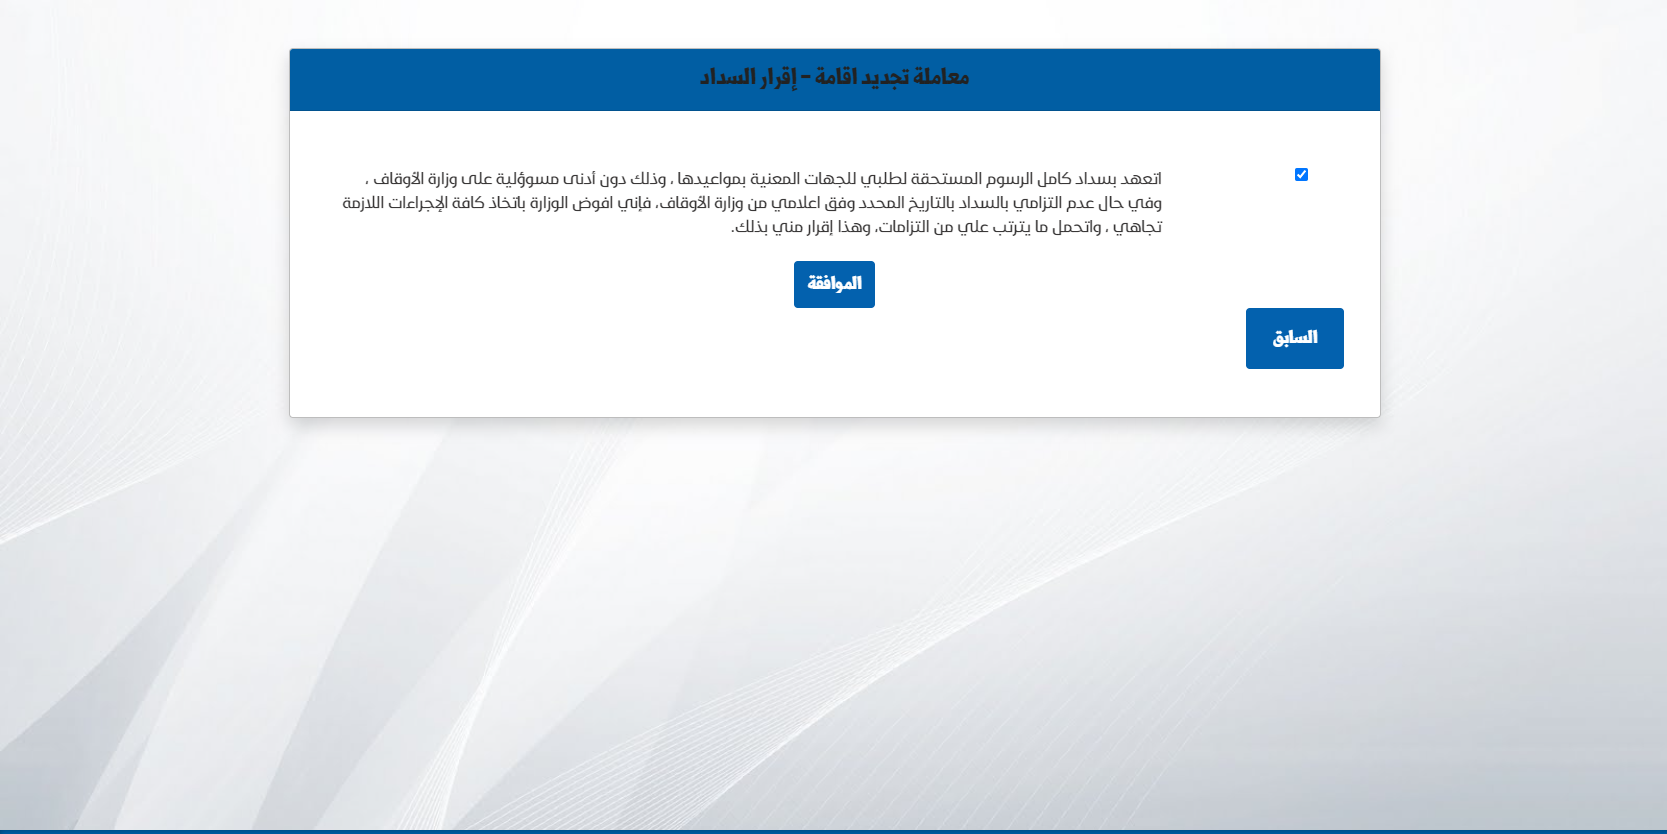 معاملة تجديد اقامة - إقرار السداد
اتعهد بسداد كامل الرسوم المستحقة لطلبي للجهات المعنية بمواعيدها ، وذلك دون أدنى مسوؤلية على وزارة الأوقاف ،
وفي حال عدم التزامي بالسداد بالتاريخ المحدد وفق اعلامي من وزارة الأوقاف، فإني افوض الوزارة باتخاذ كافة الإجراءات اللازمة
تجاهي ، واتحمل ما يترتب علي من التزامات، وهذا إقرار مني بذلك.
الموافقة
السابق